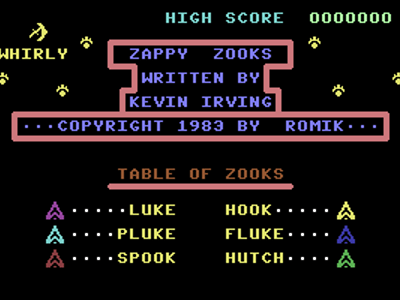 HIGH SCORE 0000000
WHIRLY
ZAPPY ZOOKS
WRITTEN BY
KEVIN IRVING
···COPYRIGHT 1983 BY ROMIK···
TABLE OF ZOOKS
·····LUKE HOOK·····
····PLUKE FLUKE····
····SPOOK HUTCH····